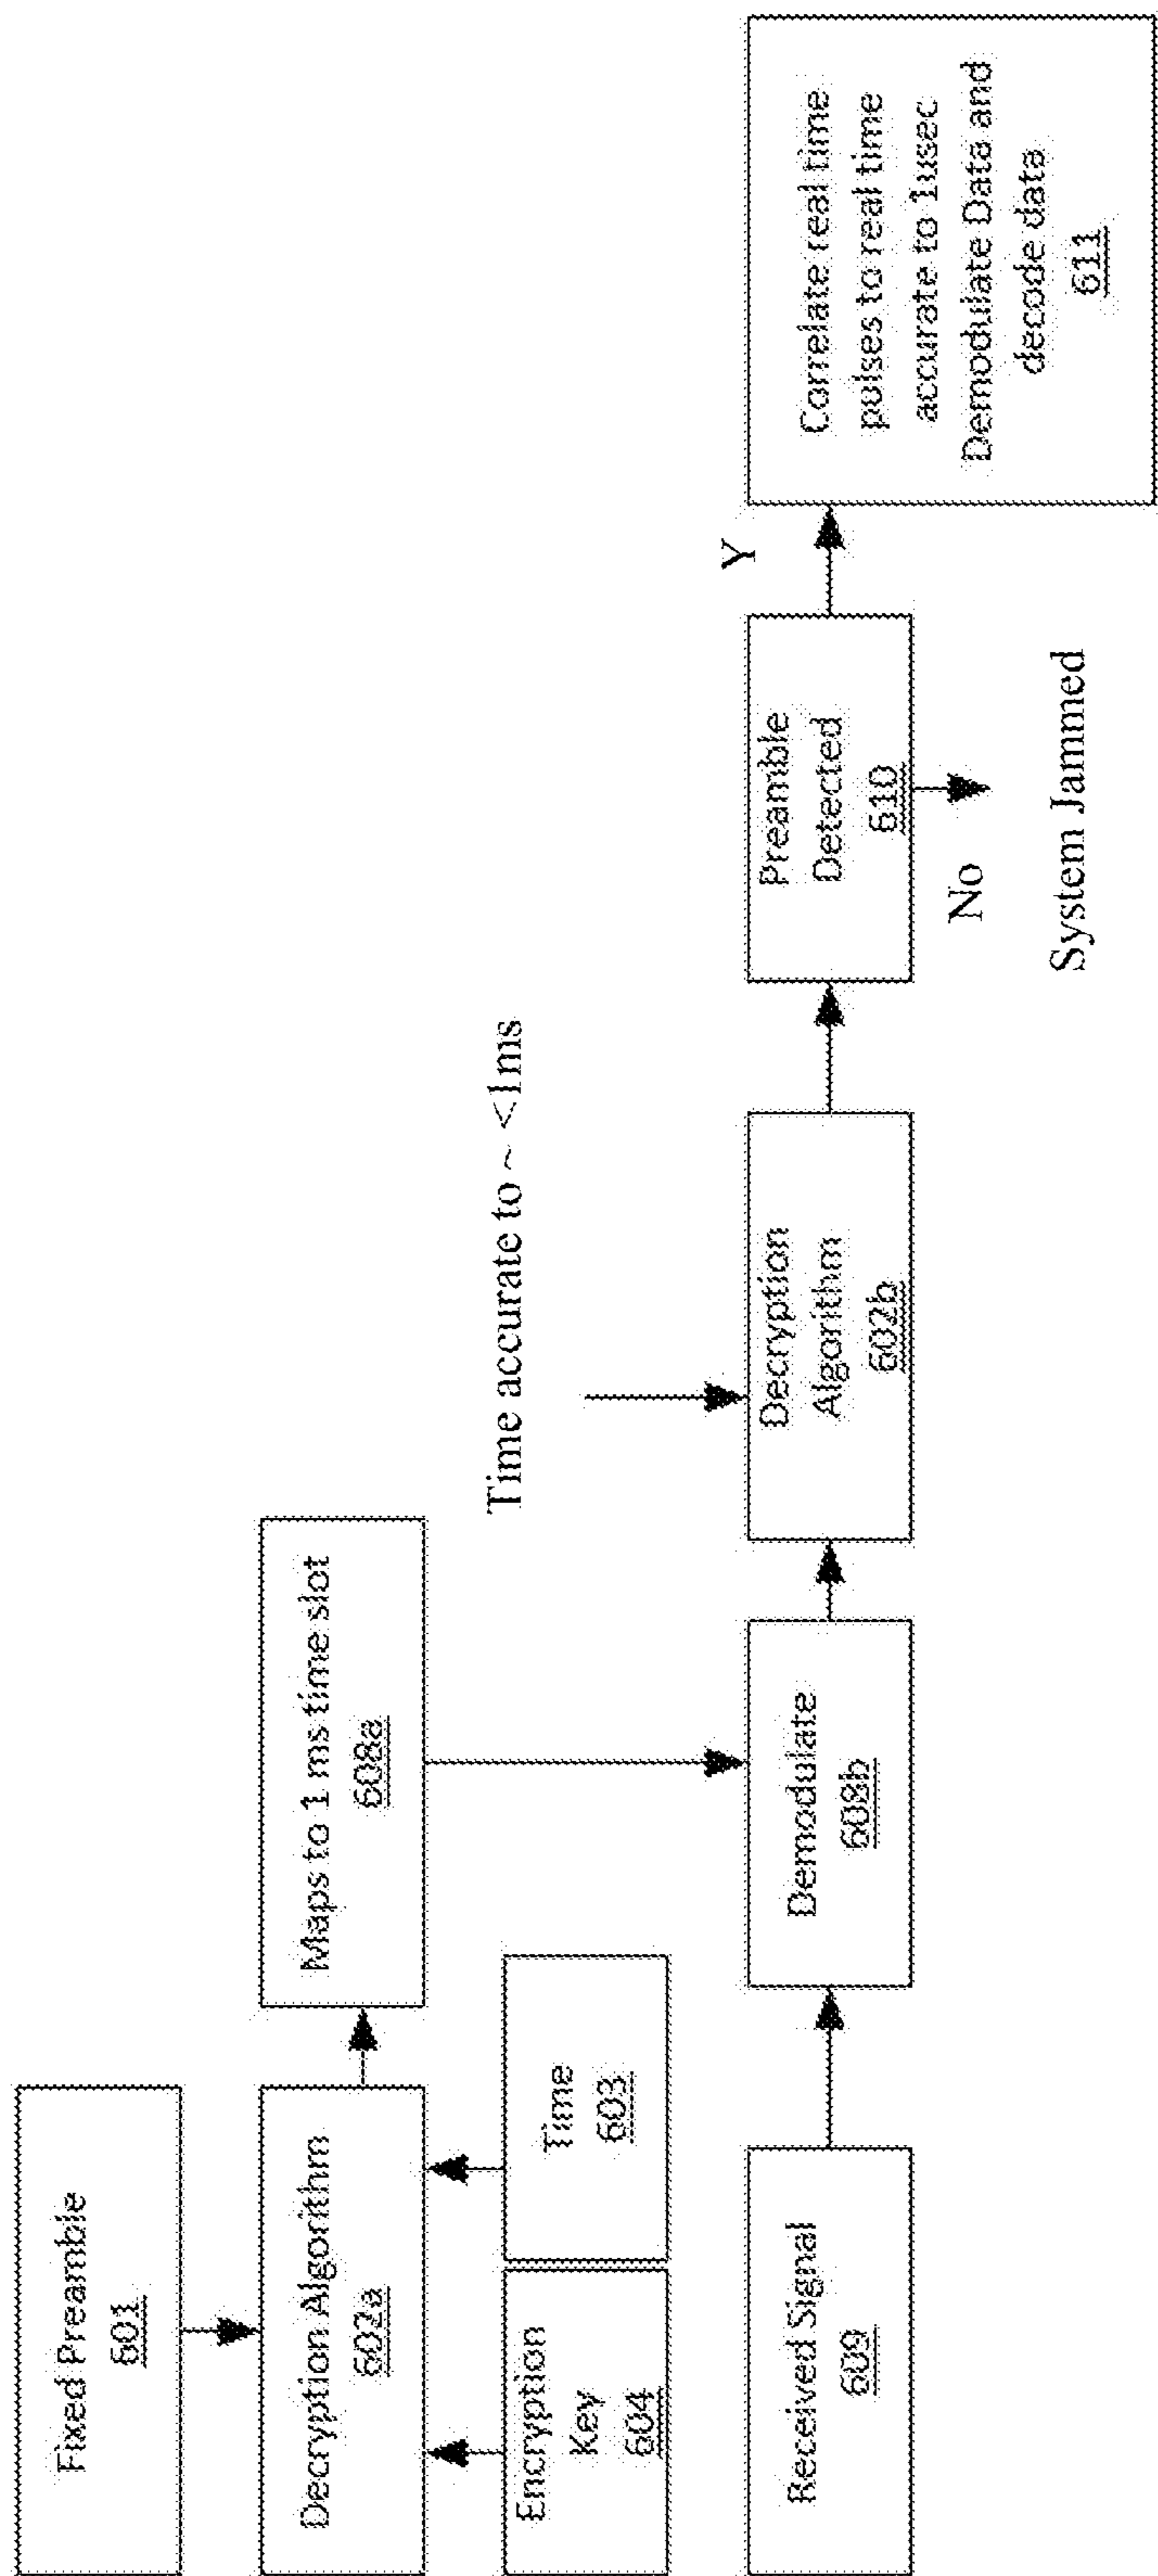 Fixed Preamble
601
Decryption Algorithm
602a
Maps to 1 ms time slot
608a
Encryption
Key
604
Time
603
Time accurate to ~ <1ms
Received Signal
609
Demodulate
608b
Decryption
Algorithm
602b
Preamble
Detected
610
Y
No
System Jammed
Correlate real time
pulses to real time
accurate to 1usec
Demodulate Data and
decode data
611